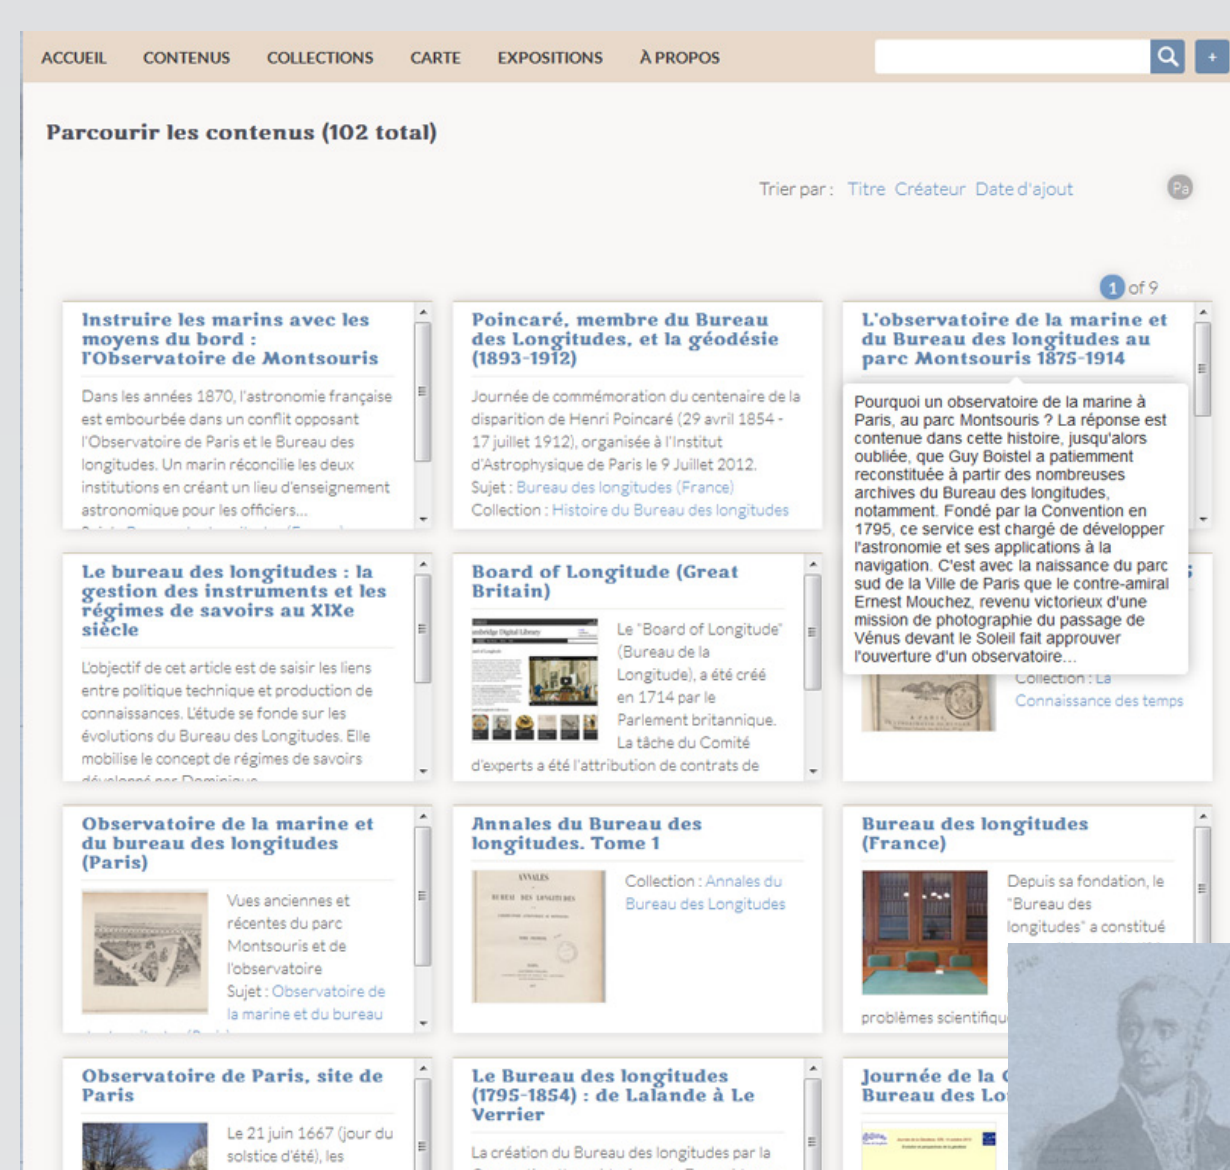 ACCUEIL CONTENUS COLLECTIONS CARTE EXPOSITIONS À PROPOS
+
Parcourir les contenus (102 total)
Trier par : Titre Créateur Date d'ajout
Pa
1 of 9
Instruire les marins avec les
moyens du bord :
l'Observatoire de Montsouris
Dans les années 1870, l'astronomie française
est embourbée dans un conflit opposant
l'Observatoire de Paris et le Bureau des
longitudes. Un marin réconcilie les deux
institutions en créant un lieu d'enseignement
astronomique pour les officiers...
Poincaré, membre du Bureau
des Longitudes, et la géodésie
(1893-1912)
Journée de commémoration du centenaire de la
disparition de Henri Poincaré (29 avril 1854 -
17 juillet 1912), organisée à l'Institut
d'Astrophysique de Paris le 9 Juillet 2012.
Sujet : Bureau des longitudes (France)
Collection : Histoire du Bureau des longitudes
L'observatoire de la marine et
du Bureau des longitudes au
parc Montsouris 1875-1914
Pourquoi un observatoire de la marine à
Paris, au parc Montsouris ? La réponse est
contenue dans cette histoire, jusqu'alors
oubliée, que Guy Boistel a patiemment
reconstituée à partir des nombreuses
archives du Bureau des longitudes,
notamment. Fondé par la Convention en
1795, ce service est chargé de développer
l'astronomie et ses applications à la
navigation. C'est avec la naissance du parc
sud de la Ville de Paris que le contre-amiral
Ernest Mouchez, revenu victorieux d'une
mission de photographie du passage de
Vénus devant le Soleil fait approuver
l'ouverture d'un observatoire...
Le bureau des longitudes : la
gestion des instruments et les
régimes de savoirs au XIXe
siècle
L'objectif de cet article est de saisir les liens
entre politique technique et production de
connaissances. L'étude se fonde sur les
évolutions du Bureau des Longitudes. Elle
mobilise le concept de régimes de savoirs
développé par Dominique
Board of Longitude (Great
Britain)
Le "Board of Longitude"
(Bureau de la
Longitude), a été créé
en 1714 par le
Parlement britannique.
La tâche du Comité
d'experts a été l'attribution de contrats de
Collection : La
Connaissance des temps
Observatoire de la marine et
du bureau des longitudes
(Paris)
Vues anciennes et
récentes du parc
Montsouris et de
l'observatoire
Sujet : Observatoire de
la marine et du bureau
Annales du Bureau des
longitudes. Tome 1
ANNALES
BUREAU DES LONGITUDES
Collection : Annales du
Bureau des Longitudes
Bureau des longitudes
(France)
Depuis sa fondation, le
"Bureau des
longitudes" a constitué
problèmes scientifiqu
Observatoire de Paris, site de
Paris
Le 21 juin 1667 (jour du
solstice d'été), les
Le Bureau des longitudes
(1795-1854) : de Lalande à Le
Verrier
La création du Bureau des longitudes par la
Journée de la
Bureau des Lo